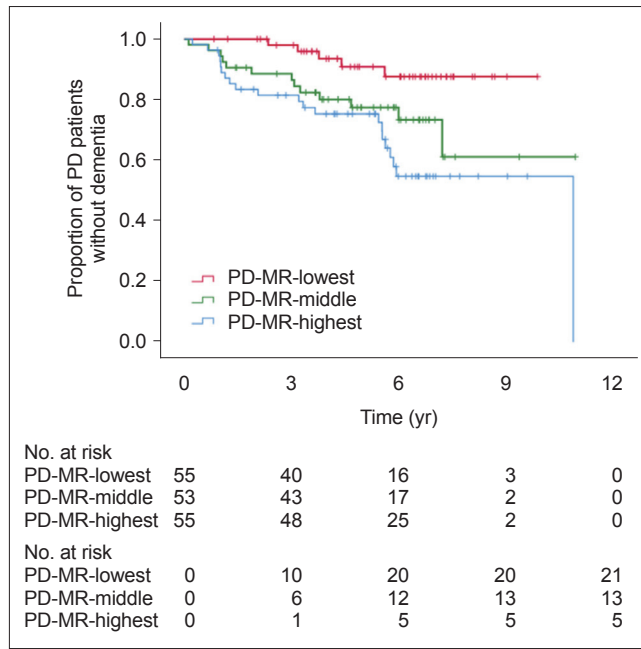 Proportion of PD patients
without dementia
1.0
0.8
0.6
0.4
0.2
0.0
PD-MR-lowest
PD-MR-middle
PD-MR-highest
0 3 6 9 12
Time (yr)
No. at risk
PD-MR-lowest 55 40 16 3 0
PD-MR-middle 53 43 17 2 0
PD-MR-highest 55 48 25 2 0
No. at risk
PD-MR-lowest 0 10 20 20 21
PD-MR-middle 0 6 12 13 13
PD-MR-highest 0 1 5 5 5